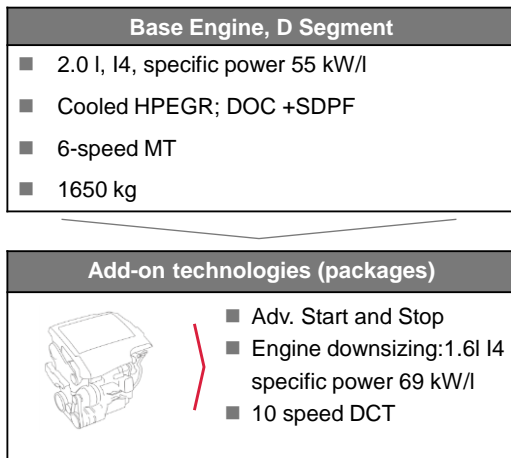 Base Engine, D Segment
2.0 l, I4, specific power 55 kW/l
Cooled HPEGR; DOC +SDPF
6-speed MT
1650 kg
Add-on technologies (packages)
Adv. Start and Stop
Engine downsizing:1.6l I4
specific power 69 kW/l
10 speed DCT